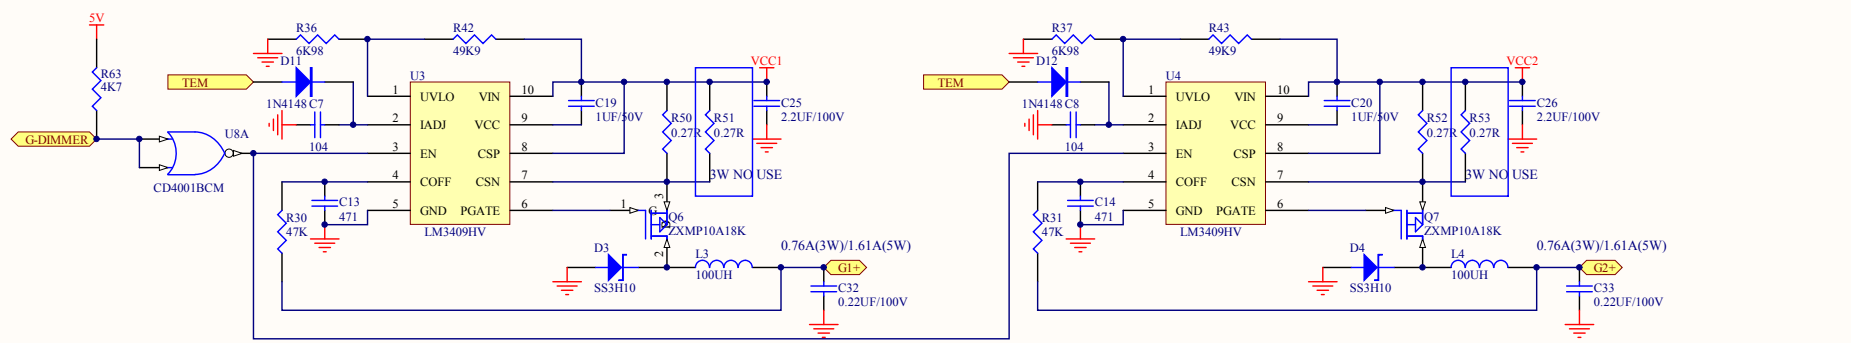 5V
R63
4K7
G-DIMMER
U8A
CD4001BCM
R36
6K98
R42
49K9
TEM
D11
1N4148
C7
104
U3
1 UVLO VIN 10
2 IADJ VCC 9
3 EN CSP 8
4 COFF CSN 7
5 GND PGATE 6
LM3409HV
C13
471
R30
47K
C19
1UF/50V
R50
0.27R
R51
0.27R
3W NO USE
VCC1
C25
2.2UF/100V
1
3
G
2
Q6
ZXMP10A18K
D3
SS3H10
L3
100UH
0.76A(3W)/1.61A(5W)
G1+
C32
0.22UF/100V
R37
6K98
R43
49K9
TEM
D12
1N4148
C8
104
U4
1 UVLO VIN 10
2 IADJ VCC 9
3 EN CSP 8
4 COFF CSN 7
5 GND PGATE 6
LM3409HV
C14
471
R31
47K
C20
1UF/50V
R52
0.27R
R53
0.27R
3W NO USE
VCC2
C26
2.2UF/100V
Q7
ZXMP10A18K
D4
SS3H10
L4
100UH
0.76A(3W)/1.61A(5W)
G2+
C33
0.22UF/100V